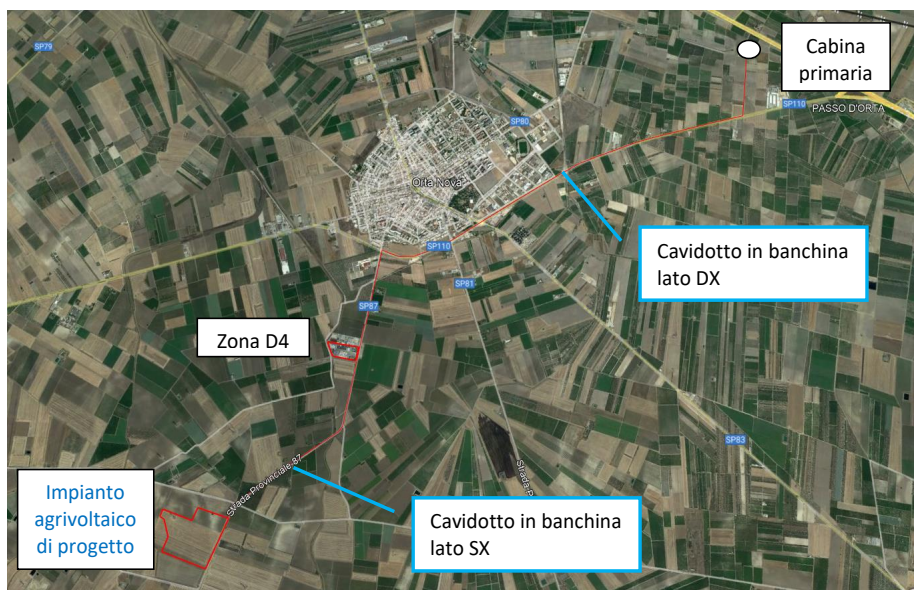 SP79
Cabina
primaria
SP110
PASSO D'ORTA
SP80
Orta Nova
SP110
Cavidotto in banchina
lato DX
SP81
SP87
Zona D4
SP83
Strada Provinciale 87
Impianto
agrivoltaico
di progetto
Cavidotto in banchina
lato SX